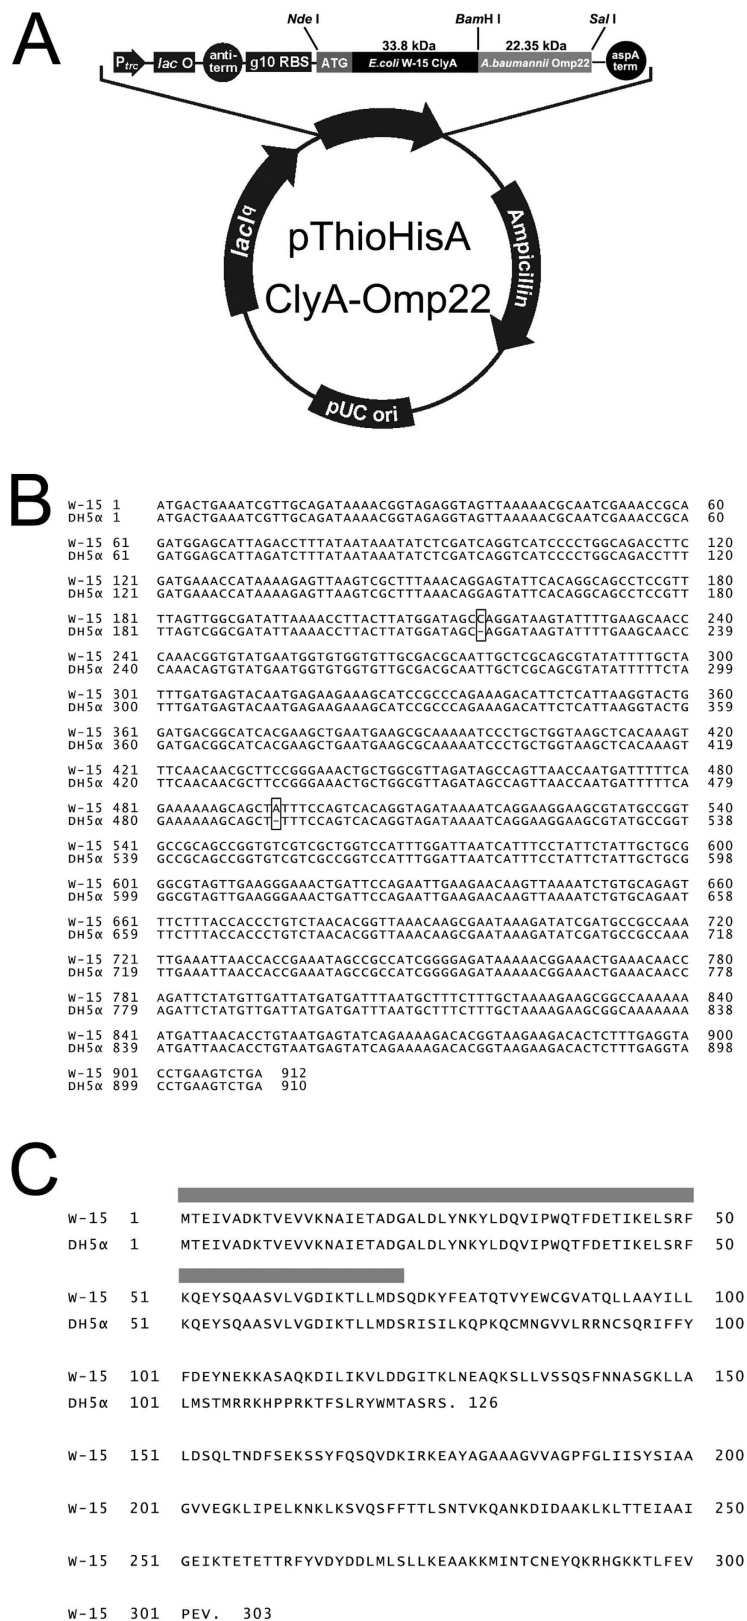 A
Nde I BamH I Sal I
33.8 kDa 22.35 kDa
Ptrc lac O anti-term g10 RBS ATG E.coli W-15 ClyA A.baumannii Omp22 aspA term
lacIq
Ampicillin
pThioHisA
ClyA-Omp22
pUC ori
B
W-15 1 ATGACTGAAATCGTTGCAGATAAAACGGTAGAGGTAGTTAAAAACGCAATCGAAACCGCA 60
DH5α 1 ATGACTGAAATCGTTGCAGATAAAACGGTAGAGGTAGTTAAAAACGCAATCGAAACCGCA 60
W-15 61 GATGGAGCATTAGACCTTTATAATAAATATCTCGATCAGGTCATCCCCTGGCAGACCTTC 120
DH5α 61 GATGGAGCATTAGATCTTTATAATAAATATCTCGATCAGGTCATCCCCTGGCAGACCTTT 120
W-15 121 GATGAAACCATAAAAGAGTTAAGTCGCTTTAAACAGGAGTATTCACAGGCAGCCTCCGTT 180
DH5α 121 GATGAAACCATAAAAGAGTTAAGTCGCTTTAAACAGGAGTATTCACAGGCAGCCTCCGTT 180
W-15 181 TTAGTTGGCGATATTAAAACCTTACTTATGGATAGCCAGGATAAGTATTTTGAAGCAACC 240
DH5α 181 TTAGTCGGCGATATTAAAACCTTACTTATGGATAGC-AGGATAAGTATTTTGAAGCAACC 239
W-15 241 CAAACGGTGTATGAATGGTGTGGTGTTGCGACGCAATTGCTCGCAGCGTATATTTTGCTA 300
DH5α 240 CAAACAGTGTATGAATGGTGTGGTGTTGCGACGCAATTGCTCGCAGCGTATATTTTTCTA 299
W-15 301 TTTGATGAGTACAATGAGAAGAAAGCATCCGCCCAGAAAGACATTCTCATTAAGGTACTG 360
DH5α 300 TTTGATGAGTACAATGAGAAGAAAGCATCCGCCCAGAAAGACATTCTCATTAAGGTACTG 359
W-15 361 GATGACGGCATCACGAAGCTGAATGAAGCGCAAAAATCCCTGCTGGTAAGCTCACAAAGT 420
DH5α 360 GATGACGGCATCACGAAGCTGAATGAAGCGCAAAAATCCCTGCTGGTAAGCTCACAAAGT 419
W-15 421 TTCAACAACGCTTCCGGGAAACTGCTGGCGTTAGATAGCCAGTTAACCAATGATTTTTCA 480
DH5α 420 TTCAACAACGCTTCCGGGAAACTGCTGGCGTTAGATAGCCAGTTAACCAATGATTTTTCA 479
W-15 481 GAAAAAAGCAGCTATTTCCAGTCACAGGTAGATAAAATCAGGAAGGAAGCGTATGCCGGT 540
DH5α 480 GAAAAAAGCAGCT-TTTCCAGTCACAGGTAGATAAAATCAGGAAGGAAGCGTATGCCGGT 538
W-15 541 GCCGCAGCCGGTGTCGTCGCTGGTCCATTTGGATTAATCATTTCCTATTCTATTGCTGCG 600
DH5α 539 GCCGCAGCCGGTGTCGTCGCCGGTCCATTTGGATTAATCATTTCCTATTCTATTGCTGCG 598
W-15 601 GGCGTAGTTGAAGGGAAACTGATTCCAGAATTGAAGAACAAGTTAAAATCTGTGCAGAGT 660
DH5α 599 GGCGTAGTTGAAGGGAAACTGATTCCAGAATTGAAGAACAAGTTAAAATCTGTGCAGAAT 658
W-15 661 TTCTTTACCACCCTGTCTAACACGGTTAAACAAGCGAATAAAGATATCGATGCCGCCAAA 720
DH5α 659 TTCTTTACCACCCTGTCTAACACGGTTAAACAAGCGAATAAAGATATCGATGCCGCCAAA 718
W-15 721 TTGAAATTAACCACCGAAATAGCCGCCATCGGGGAGATAAAAACGGAAACTGAAACAACC 780
DH5α 719 TTGAAATTAACCACCGAAATAGCCGCCATCGGGGAGATAAAAACGGAAACTGAAACAACC 778
W-15 781 AGATTCTATGTTGATTATGATGATTTAATGCTTTCTTTGCTAAAAGAAGCGGCCAAAAAA 840
DH5α 779 AGATTCTATGTTGATTATGATGATTTAATGCTTTCTTTGCTAAAAGAAGCGGCAAAAAAA 838
W-15 841 ATGATTAACACCTGTAATGAGTATCAGAAAAGACACGGTAAGAAGACACTCTTTGAGGTA 900
DH5α 839 ATGATTAACACCTGTAATGAGTATCAGAAAAGACACGGTAAGAAGACACTCTTTGAGGTA 898
W-15 901 CCTGAAGTCTGA 912
DH5α 899 CCTGAAGTCTGA 910
C
W-15 1 MTEIVADKTVEVVKNAIETADGALDLYNKYLDQVIPWQTFDETIKELSRF 50
DH5α 1 MTEIVADKTVEVVKNAIETADGALDLYNKYLDQVIPWQTFDETIKELSRF 50
W-15 51 KQEYSQAASVLVGDIKTLLMDSQDKYFEATQTVYEWCGVATQLLAAYILL 100
DH5α 51 KQEYSQAASVLVGDIKTLLMDSRISILKQPKQCMNGVVLRRNCSQRIFFY 100
W-15 101 FDEYNEKKASAQKDILIKVLDDGITKLNEAQKSLLVSSQSFNNASGKLLA 150
DH5α 101 LMSTMRRKHPPRKTFSLRYWMTASRS. 126
W-15 151 LDSQLTNDFSEKSSYFQSQVDKIRKEAYAGAAAGVVAGPFGLIISYSIAA 200
W-15 201 GVVEGKLIPELKNKLKSVQSFFTTLSNTVKQANKDIDAAKLKLTTEIAAI 250
W-15 251 GEIKTETETTRFYVDYDDLMLSLLKEAAKKMINTCNEYQKRHGKKTLFEV 300
W-15 301 PEV. 303